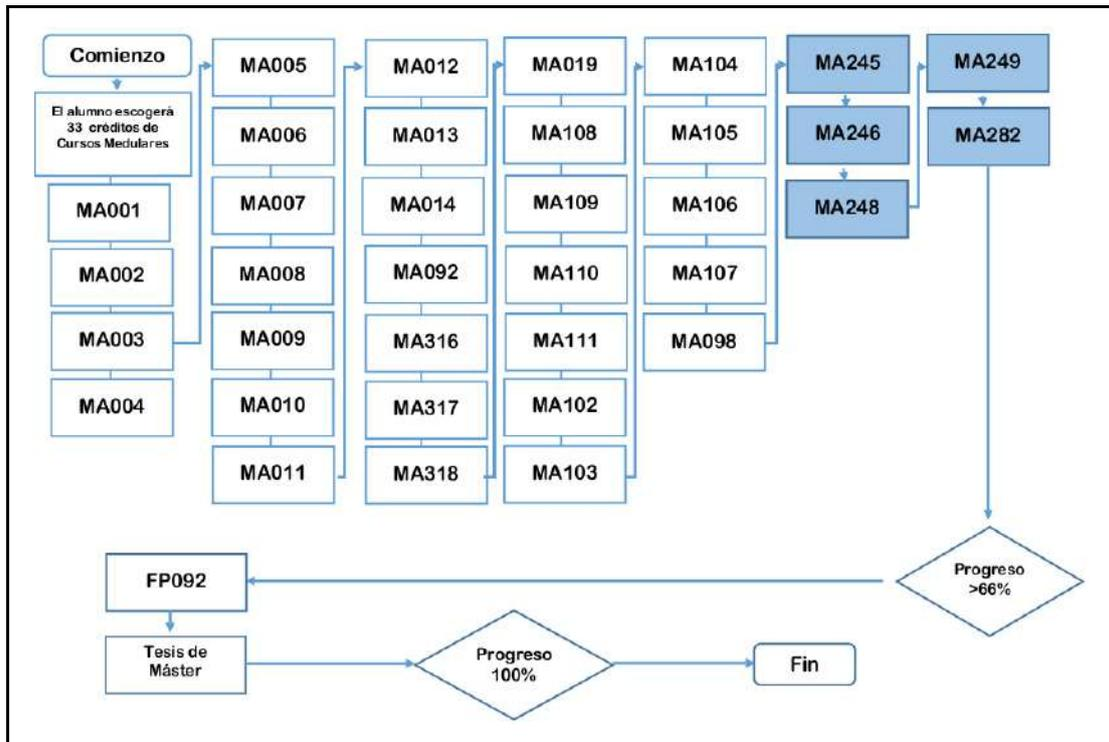 Comienzo
El alumno escogerá
33 créditos de
Cursos Medulares
MA001
MA002
MA003
MA004
MA005
MA006
MA007
MA008
MA009
MA010
MA011
MA012
MA013
MA014
MA092
MA316
MA317
MA318
MA019
MA108
MA109
MA110
MA111
MA102
MA103
MA104
MA105
MA106
MA107
MA098
MA245
MA246
MA248
MA249
MA282
Progreso
>66%
FP092
Tesis de
Máster
Progreso
100%
Fin